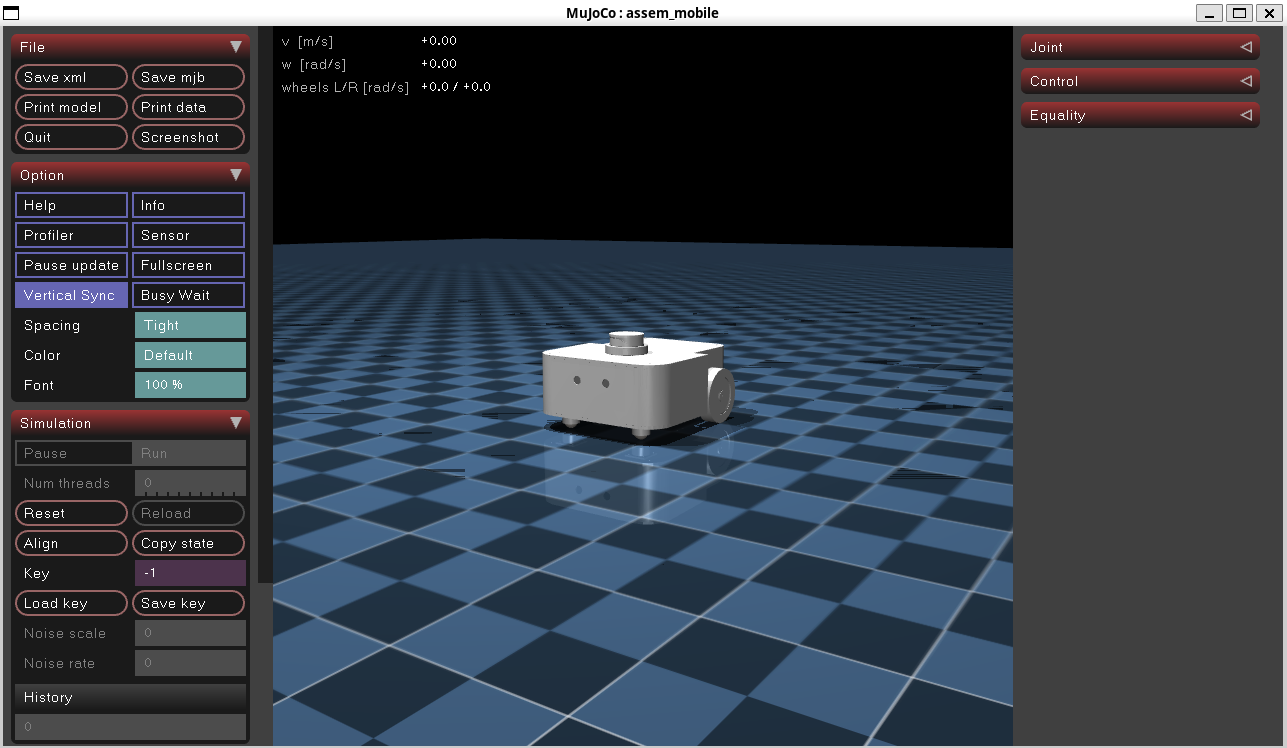 MuJoCo : assem_mobile
File
Save xml Save mjb
Print model Print data
Quit Screenshot
Option
Help Info
Profiler Sensor
Pause update Fullscreen
Vertical Sync Busy Wait
Spacing Tight
Color Default
Font 100 %
Simulation
Pause Run
Num threads 0
Reset Reload
Align Copy state
Key -1
Load key Save key
Noise scale 0
Noise rate 0
History
0
v [m/s] +0.00
w [rad/s] +0.00
wheels L/R [rad/s] +0.0 / +0.0
Joint
Control
Equality